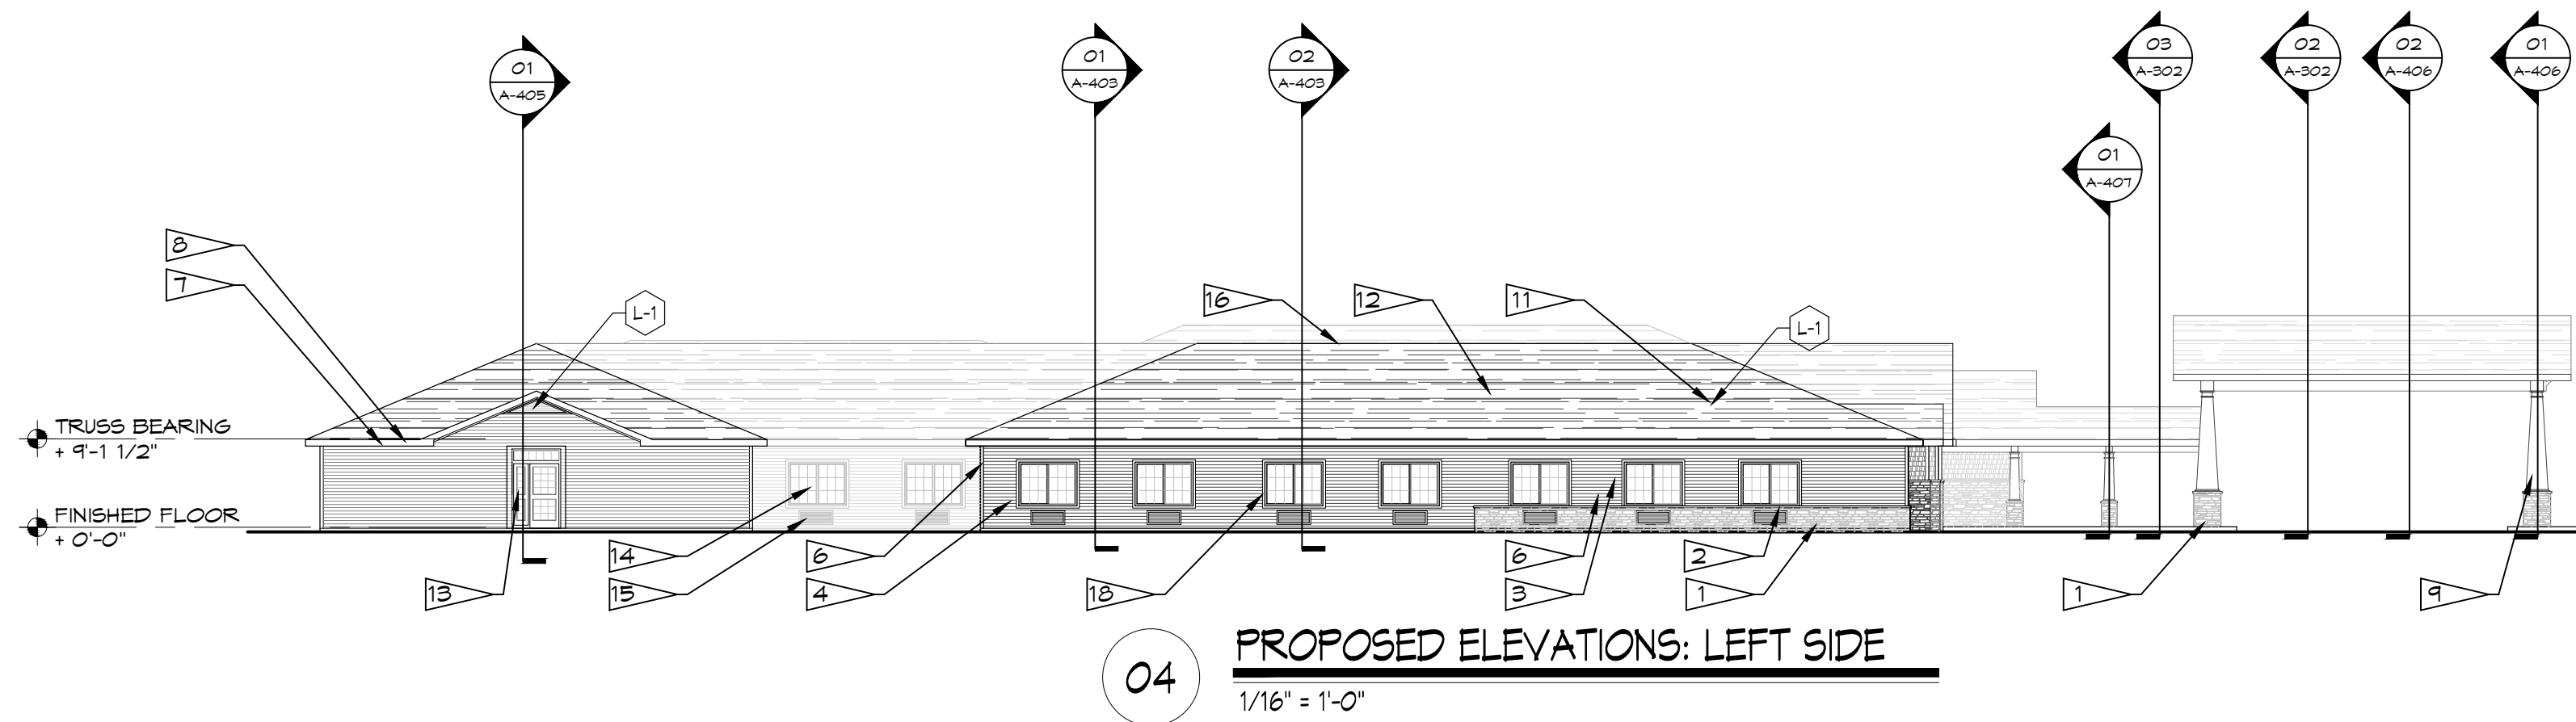 01
A-405
01
A-403
02
A-403
03
A-302
02
A-302
02
A-406
01
A-406
01
A-407
8
7
L-1
16
12
11
L-1
TRUSS BEARING
+ 9'-1 1/2"
FINISHED FLOOR
+ 0'-0"
14
6
6
2
13
15
4
18
3
1
1
9
04
PROPOSED ELEVATIONS: LEFT SIDE
1/16" = 1'-0"